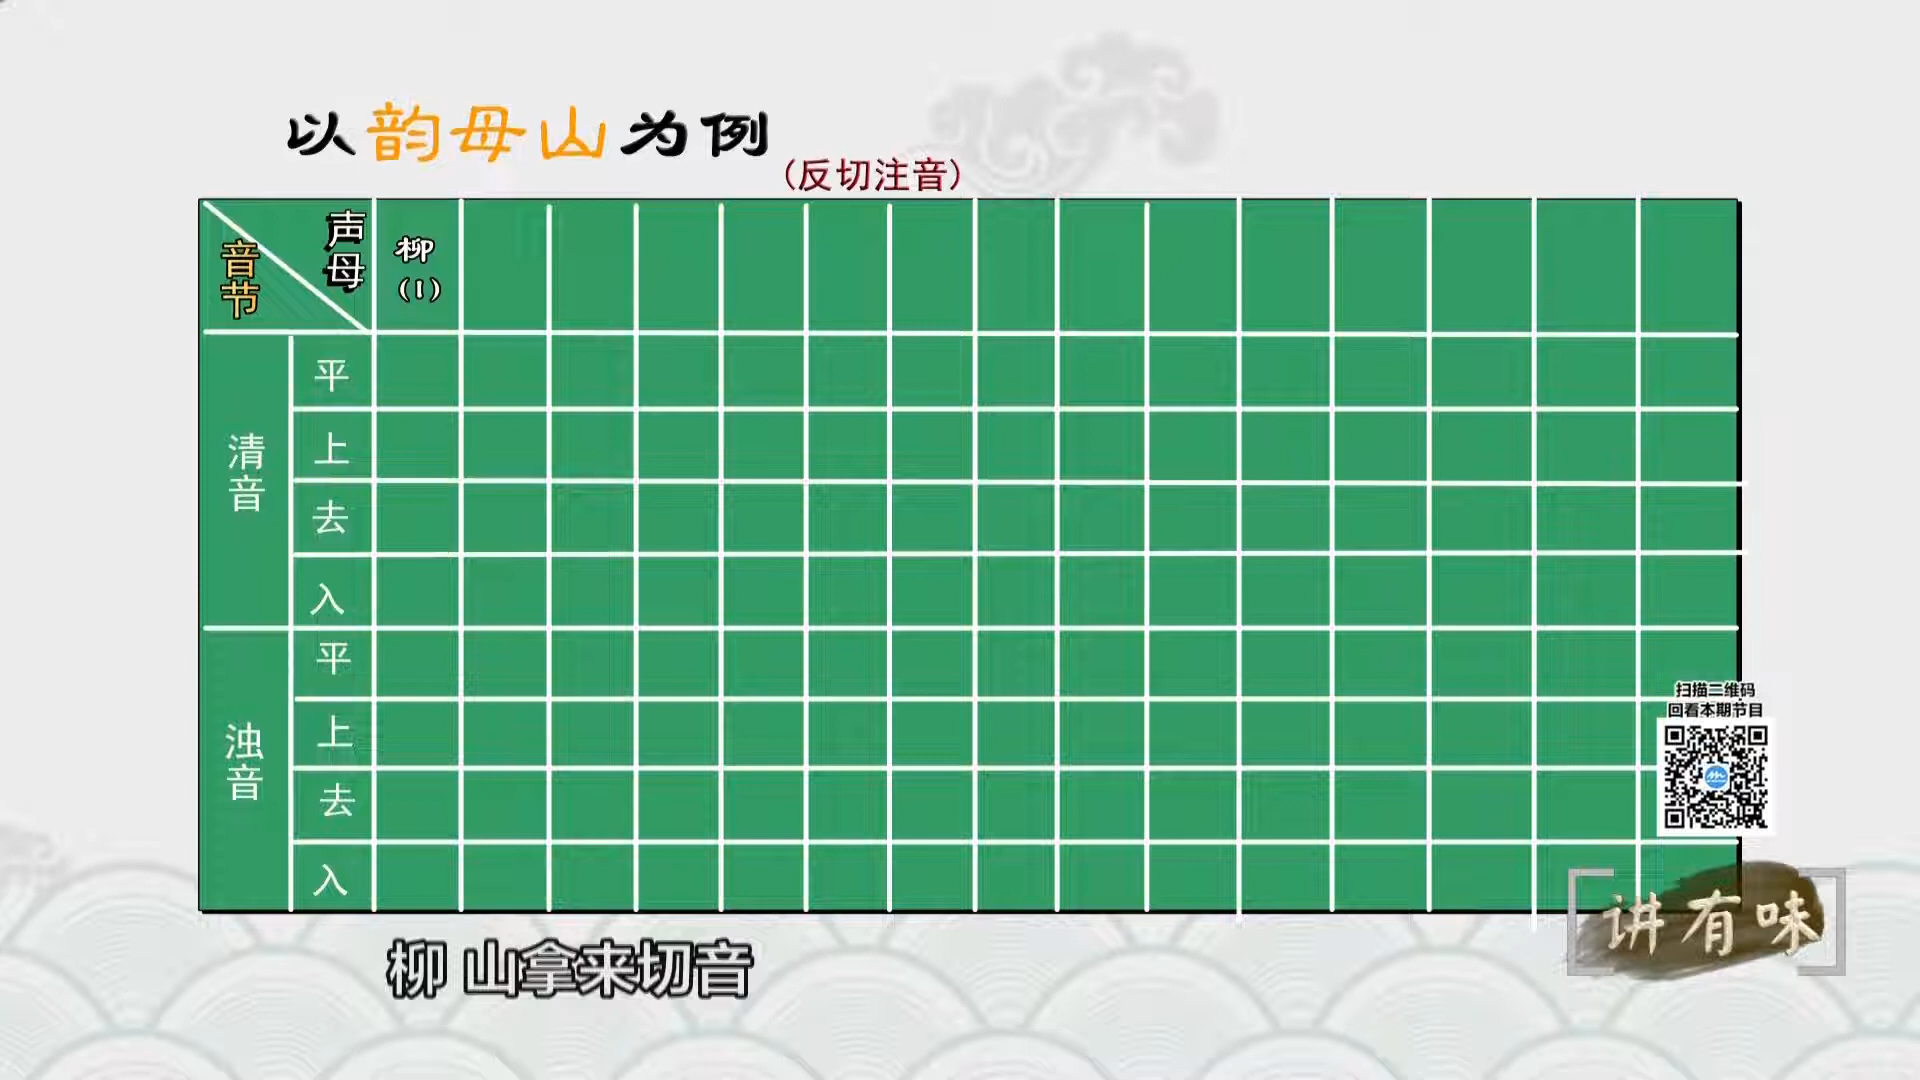 以韵母山为例
(反切注音)
声母
音节
柳
(l)
清音
平
上
去
入
浊音
平
上
去
入
扫描二维码
回看本期节目
讲有味
柳 山拿来切音